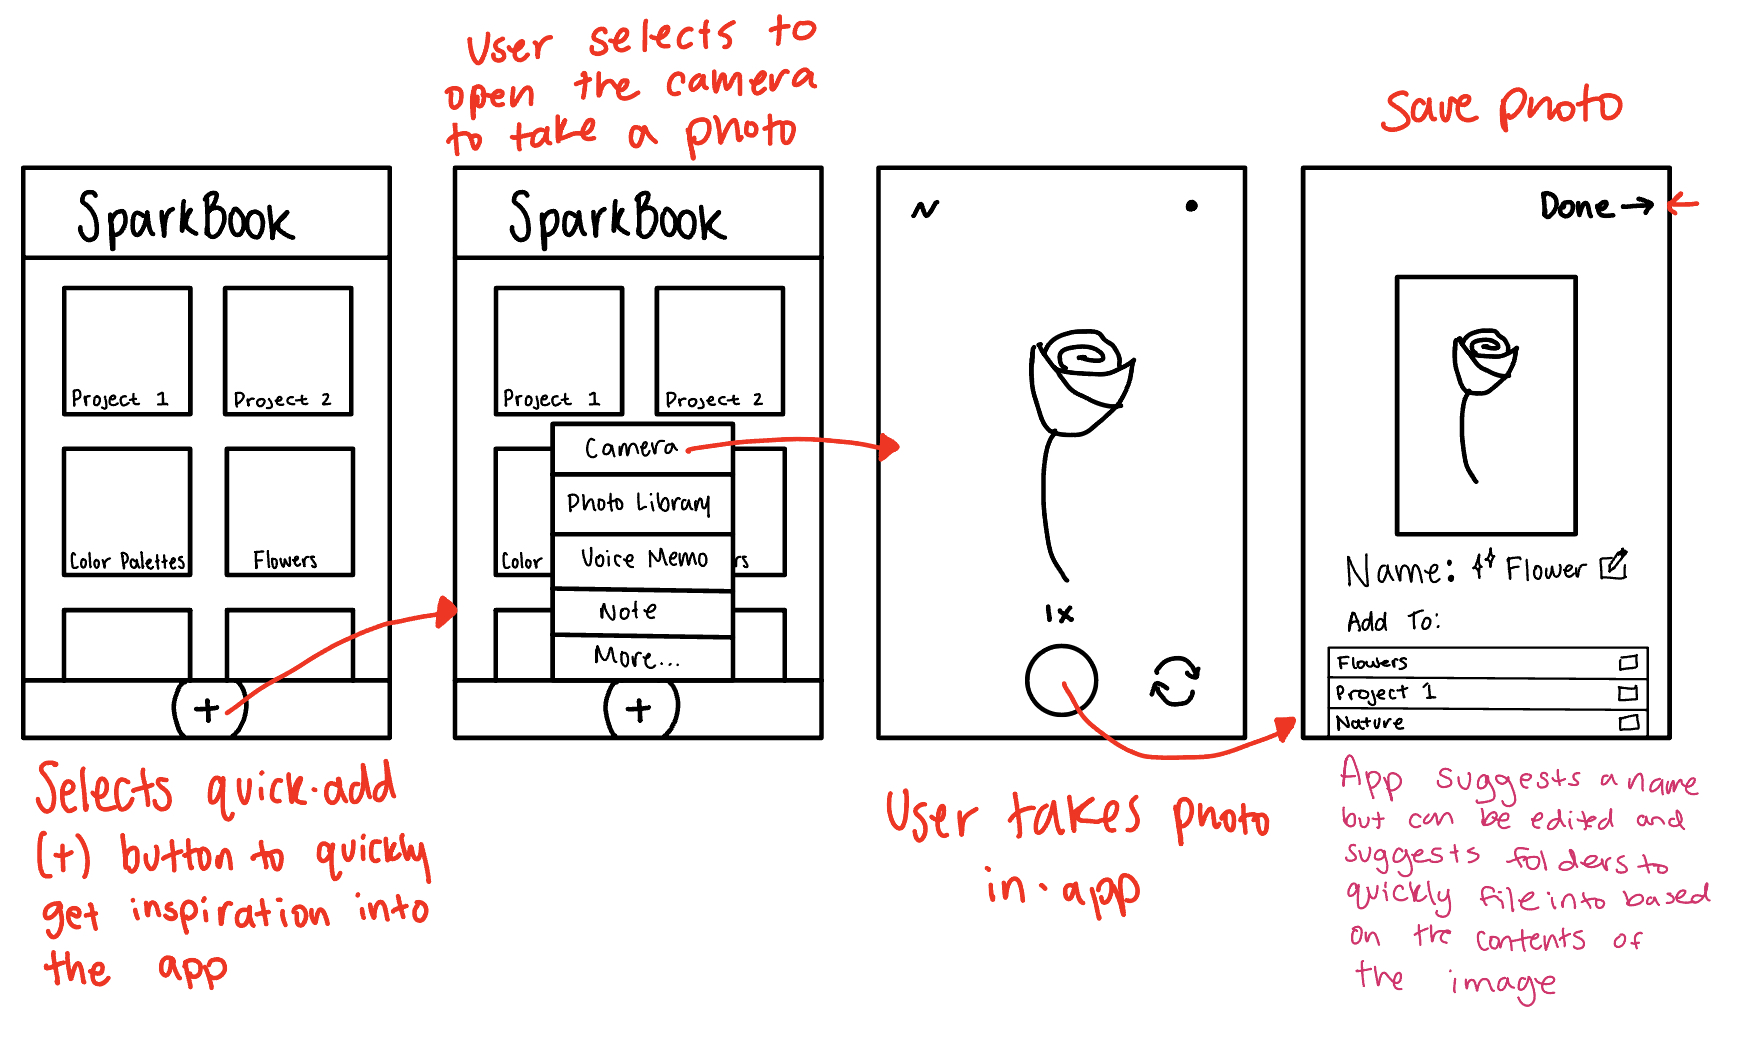 User selects to
open the camera
to take a photo
Save photo
SparkBook
Project 1
Project 2
Color Palettes
Flowers
+
Selects quick-add
(+) button to quickly
get inspiration into
the app
SparkBook
Project 1
Project 2
Camera
Photo Library
Voice Memo
Note
More...
Color
rs
+
1x
User takes photo
in-app
Done →
Name: Flower
Add To:
Flowers
Project 1
Nature
App suggests a name
but can be edited and
suggests folders to
quickly file into based
on the contents of
the image